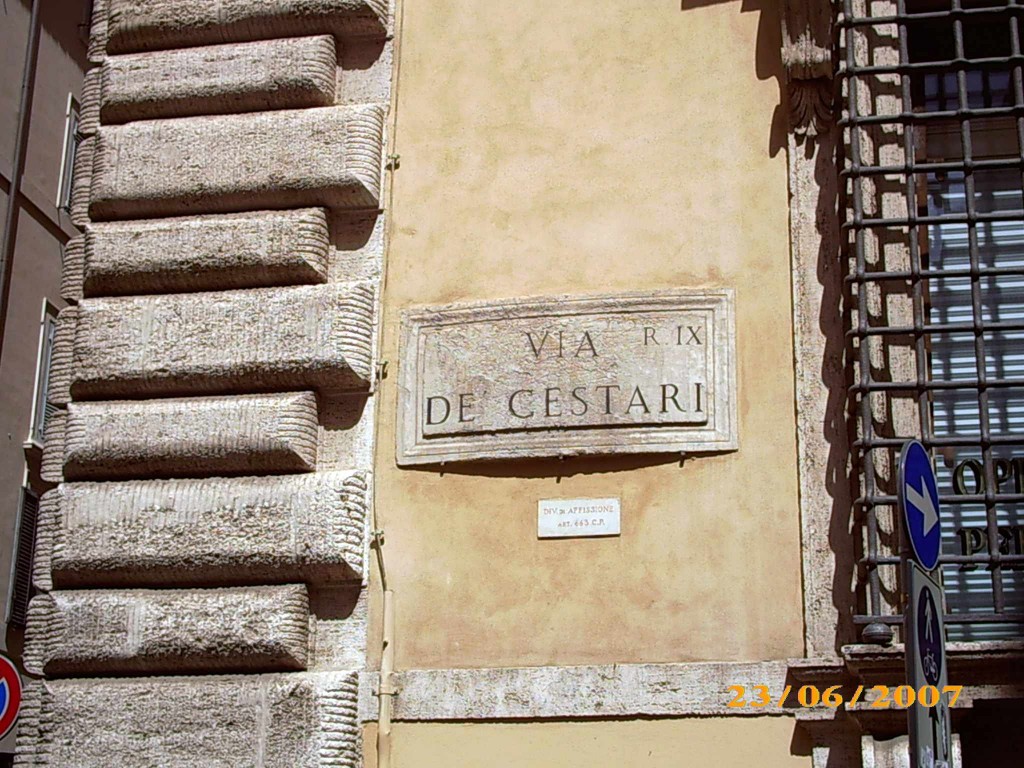 VIA R. IX
DE' CESTARI
DIV. DI AFFISSIONE
ART. 663 C.P.
23/06/2007